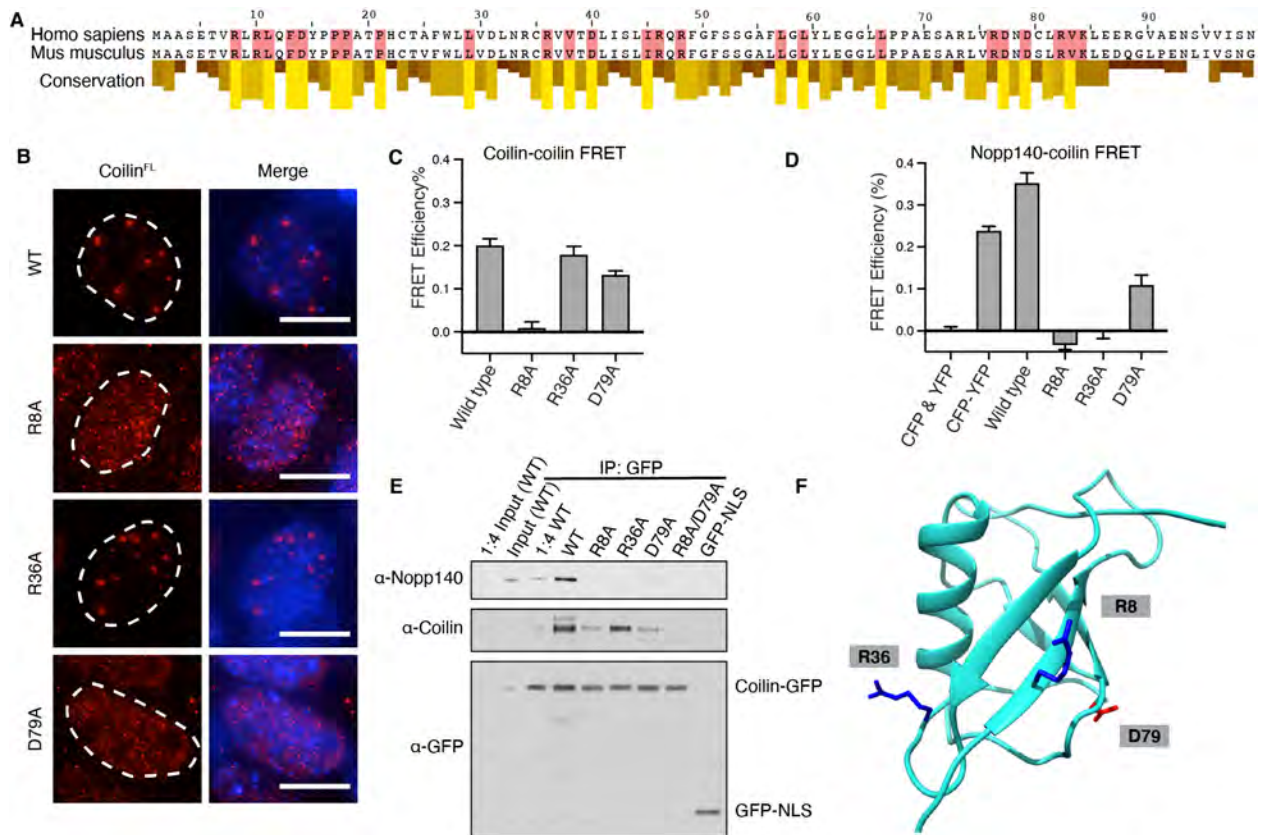 A
10 20 30 40 50 60 70 80 90
Homo sapiens MAASETVRLRLQFDYPPPATPHCTAFWLLVDLNRCRVVTDLISLIRQRFGFSSGAFLGLYLEGGLLPPAESARLVRDNDCLRVKLEERGVAENSVVISN
Mus musculus MAASETVRLRLQFDYPPPATPHCTAFWLLVDLNRCRVVTDLISLIRQRFGFSSGAFLGLYLEGGLLPPAESARLVRDNDSLRVKLEDQGLPENLIVSNG
Conservation
B
Coilin^FL Merge
WT
R8A
R36A
D79A
C
Coilin-coilin FRET
FRET Efficiency%
0.4
0.3
0.2
0.1
0.0
Wild type R8A R36A D79A
D
Nopp140-coilin FRET
FRET Efficiency (%)
0.4
0.3
0.2
0.1
0.0
CFP & YFP CFP-YFP Wild type R8A R36A D79A
E
IP: GFP
1:4 Input (WT) Input (WT) 1:4 WT WT R8A R36A D79A R8A/D79A GFP-NLS
α-Nopp140
α-Coilin
α-GFP
Coilin-GFP
GFP-NLS
F
R8
R36
D79